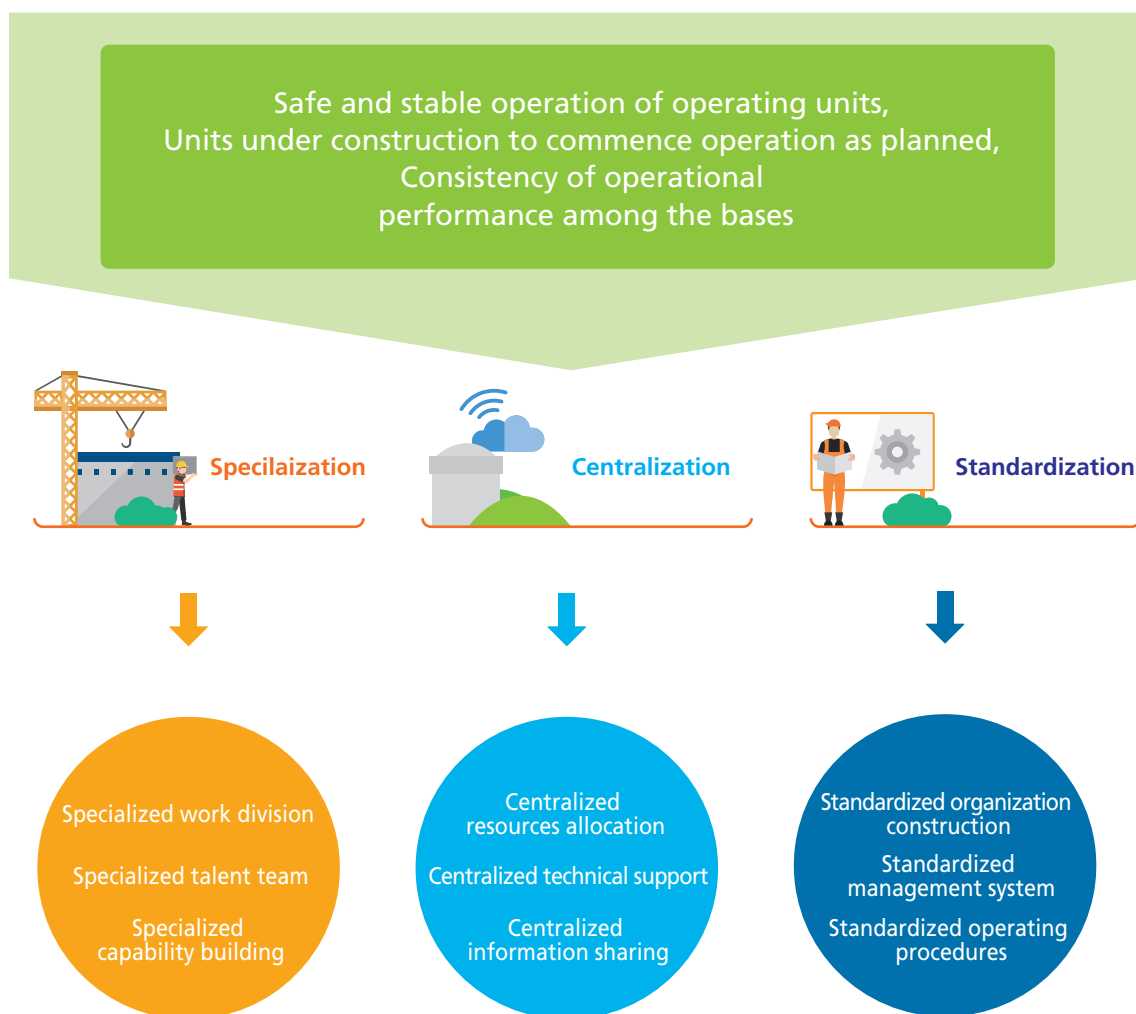 Safe and stable operation of operating units,
Units under construction to commence operation as planned,
Consistency of operational
performance among the bases
Specilaization
Centralization
Standardization
Specialized work division
Specialized talent team
Specialized
capability building
Centralized
resources allocation
Centralized technical support
Centralized
information sharing
Standardized organization
construction
Standardized
management system
Standardized operating
procedures